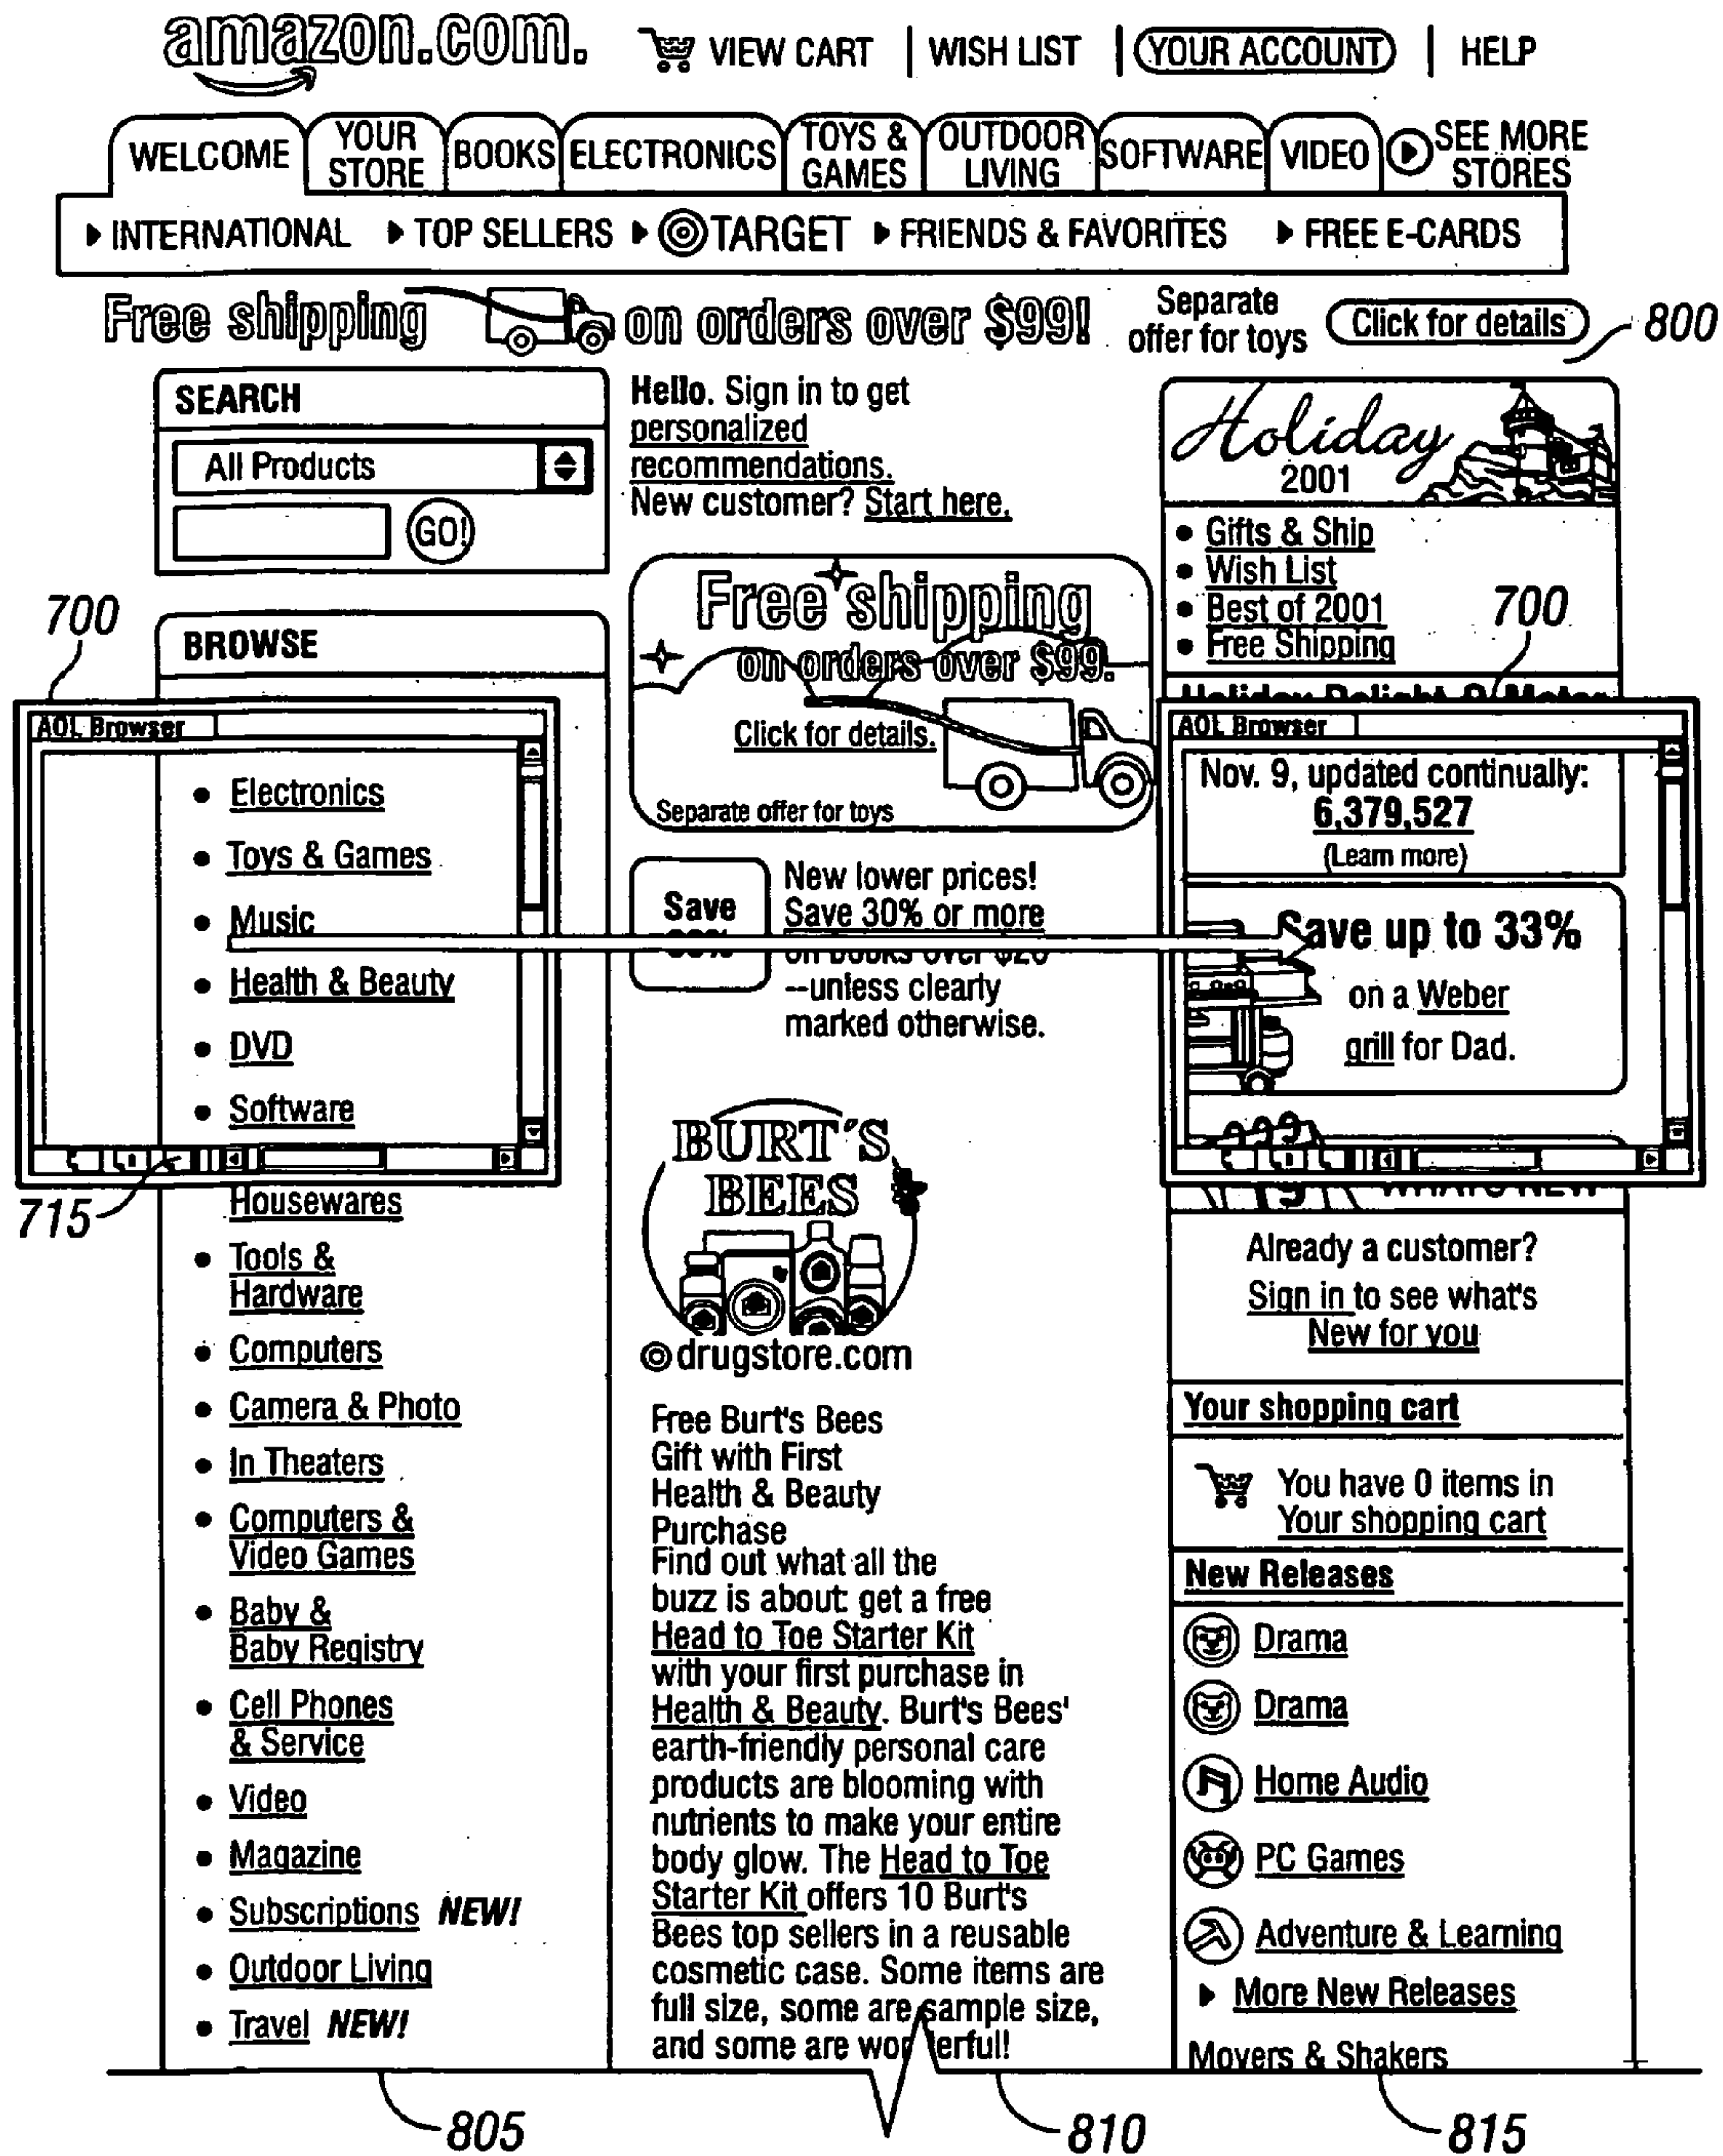 amazon.com.
VIEW CART | WISH LIST | YOUR ACCOUNT | HELP
WELCOME
YOUR
STORE
BOOKS
ELECTRONICS
TOYS &
GAMES
OUTDOOR
LIVING
SOFTWARE
VIDEO
SEE MORE
STORES
INTERNATIONAL
TOP SELLERS
TARGET
FRIENDS & FAVORITES
FREE E-CARDS
Free shipping on orders over $99!
Separate
offer for toys
Click for details
800
SEARCH
All Products
GO!
700
BROWSE
AOL Browser
• Electronics
• Toys & Games
• Music
• Health & Beauty
• DVD
• Software
715
Housewares
• Tools &
Hardware
• Computers
• Camera & Photo
• In Theaters
• Computers &
Video Games
• Baby &
Baby Registry
• Cell Phones
& Service
• Video
• Magazine
• Subscriptions NEW!
• Outdoor Living
• Travel NEW!
805
Hello. Sign in to get
personalized
recommendations.
New customer? Start here.
Free shipping
on orders over $99.
Click for details.
Separate offer for toys
Save
New lower prices!
Save 30% or more
on books over $20
--unless clearly
marked otherwise.
BURT'S
BEES
drugstore.com
Free Burt's Bees
Gift with First
Health & Beauty
Purchase
Find out what all the
buzz is about: get a free
Head to Toe Starter Kit
with your first purchase in
Health & Beauty. Burt's Bees'
earth-friendly personal care
products are blooming with
nutrients to make your entire
body glow. The Head to Toe
Starter Kit offers 10 Burt's
Bees top sellers in a reusable
cosmetic case. Some items are
full size, some are sample size,
and some are wonderful!
810
Holiday
2001
• Gifts & Ship
• Wish List
• Best of 2001
• Free Shipping
700
Holiday Delight-O-Meter
AOL Browser
Nov. 9, updated continually:
6,379,527
(Learn more)
Save up to 33%
on a Weber
grill for Dad.
WHAT'S NEW
Already a customer?
Sign in to see what's
New for you
Your shopping cart
You have 0 items in
Your shopping cart
New Releases
Drama
Drama
Home Audio
PC Games
Adventure & Learning
More New Releases
Movers & Shakers
815